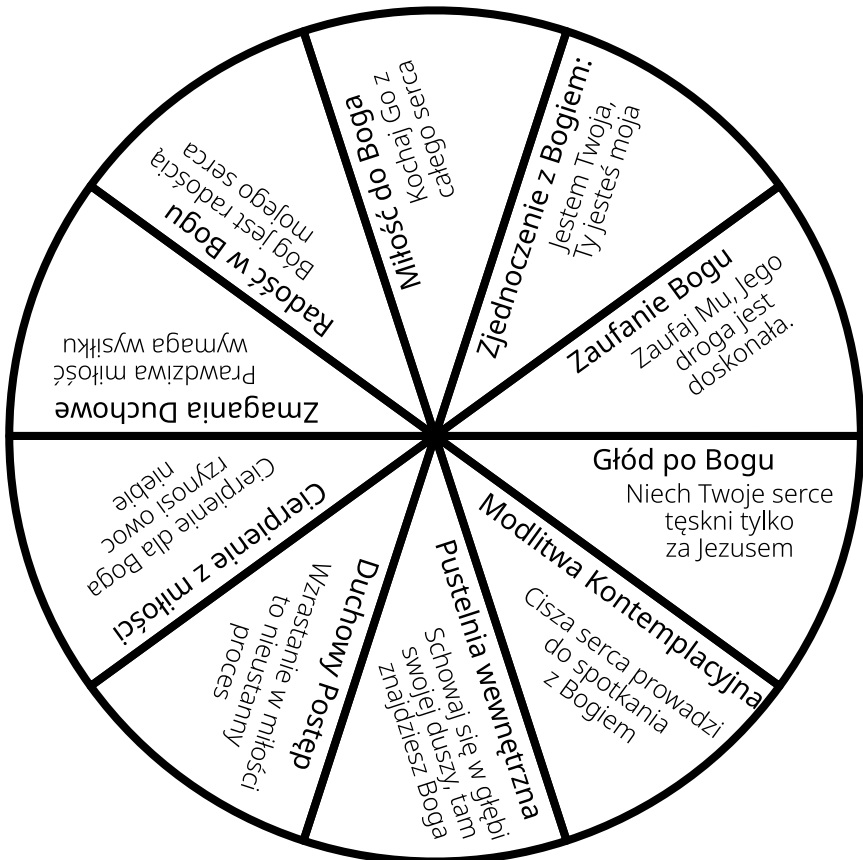 Zjednoczenie z Bogiem:
Jestem Twoja,
Ty jesteś moja
Zaufanie Bogu
Zaufaj Mu, Jego
droga jest
doskonała.
Głód po Bogu
Niech Twoje serce
tęskni tylko
za Jezusem
Modlitwa Kontemplacyjna
Cisza serca prowadzi
do spotkania
z Bogiem
Pustelnia wewnętrzna
Schowaj się w głębi
swojej duszy, tam
znajdziesz Boga
Duchowy Postęp
Wzrastanie w miłości
to nieustanny
proces
Cierpienie z miłości
Cierpienie dla Boga
rzynosi owoc
niebie
Zmagania Duchowe
Prawdziwa miłość
wymaga wysiłku
Radość w Bogu
Bóg jest radością
mojego serca
Miłość do Boga
Kochaj Go z
całego serca